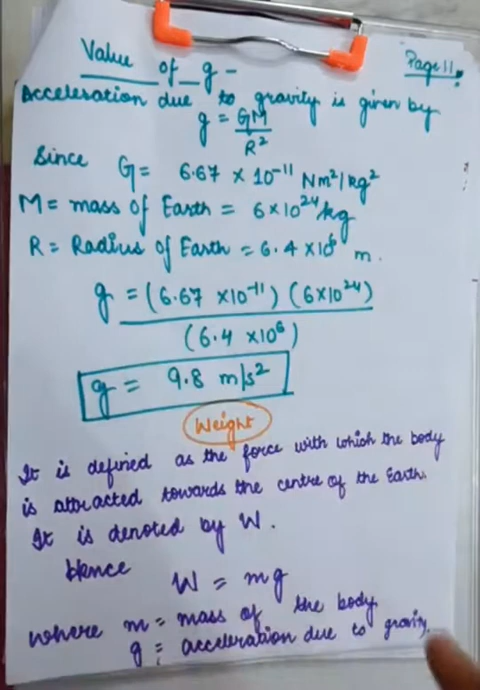 Value of g -
Page 11.
Acceleration due to gravity is given by
g = GM/R²
Since G = 6.67 × 10⁻¹¹ Nm²/kg²
M = mass of Earth = 6×10²⁴ kg
R = Radius of Earth = 6.4 ×10⁶ m.
g = (6.67 ×10⁻¹¹) (6×10²⁴)
(6.4 ×10⁶)
g = 9.8 m/s²
Weight
It is defined as the force with which the body
is attracted towards the centre of the Earth.
It is denoted by W.
Hence
W = mg
where m = mass of the body
g = acceleration due to gravity.